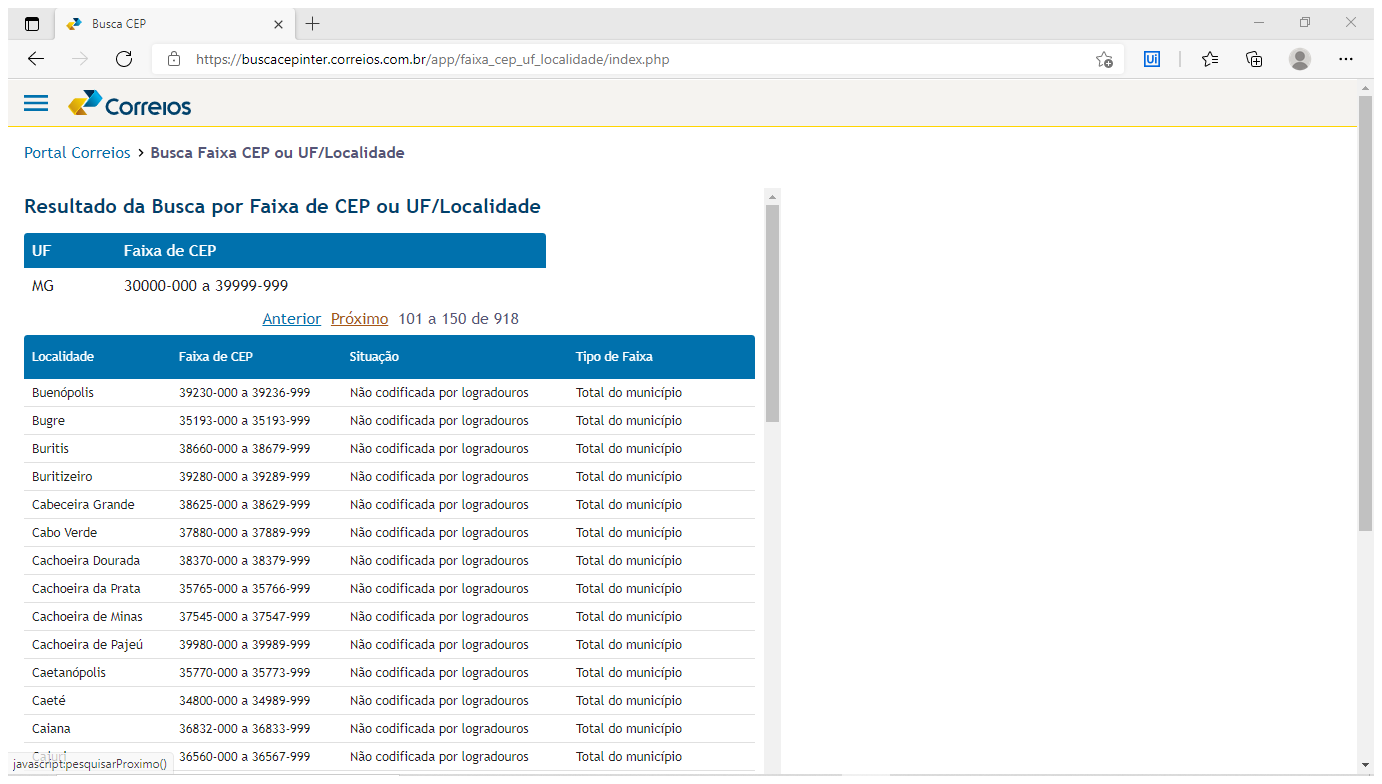 Busca CEP
https://buscacepinter.correios.com.br/app/faixa_cep_uf_localidade/index.php
Ui
Correios
Portal Correios > Busca Faixa CEP ou UF/Localidade
Resultado da Busca por Faixa de CEP ou UF/Localidade
UF Faixa de CEP
MG 30000-000 a 39999-999
Anterior Próximo 101 a 150 de 918
Localidade Faixa de CEP Situação Tipo de Faixa
Buenópolis 39230-000 a 39236-999 Não codificada por logradouros Total do município
Bugre 35193-000 a 35193-999 Não codificada por logradouros Total do município
Buritis 38660-000 a 38679-999 Não codificada por logradouros Total do município
Buritizeiro 39280-000 a 39289-999 Não codificada por logradouros Total do município
Cabeceira Grande 38625-000 a 38629-999 Não codificada por logradouros Total do município
Cabo Verde 37880-000 a 37889-999 Não codificada por logradouros Total do município
Cachoeira Dourada 38370-000 a 38379-999 Não codificada por logradouros Total do município
Cachoeira da Prata 35765-000 a 35766-999 Não codificada por logradouros Total do município
Cachoeira de Minas 37545-000 a 37547-999 Não codificada por logradouros Total do município
Cachoeira de Pajeú 39980-000 a 39989-999 Não codificada por logradouros Total do município
Caetanópolis 35770-000 a 35773-999 Não codificada por logradouros Total do município
Caeté 34800-000 a 34989-999 Não codificada por logradouros Total do município
Caiana 36832-000 a 36833-999 Não codificada por logradouros Total do município
Cajuri 36560-000 a 36567-999 Não codificada por logradouros Total do município
javascript:pesquisarProximo()